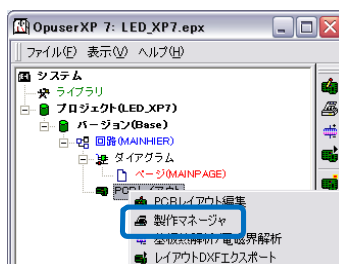 OpuserXP 7: LED_XP7.epx
ファイル(F) 表示(V) ヘルプ(H)
システム
ライブラリ
プロジェクト(LED_XP7)
バージョン(Base)
回路(MAINHIER)
ダイアグラム
ページ(MAINPAGE)
PCBレイアウト
PCBレイアウト編集
製作マネージャ
基板熱解析/電磁界解析
レイアウトDXFエクスポート